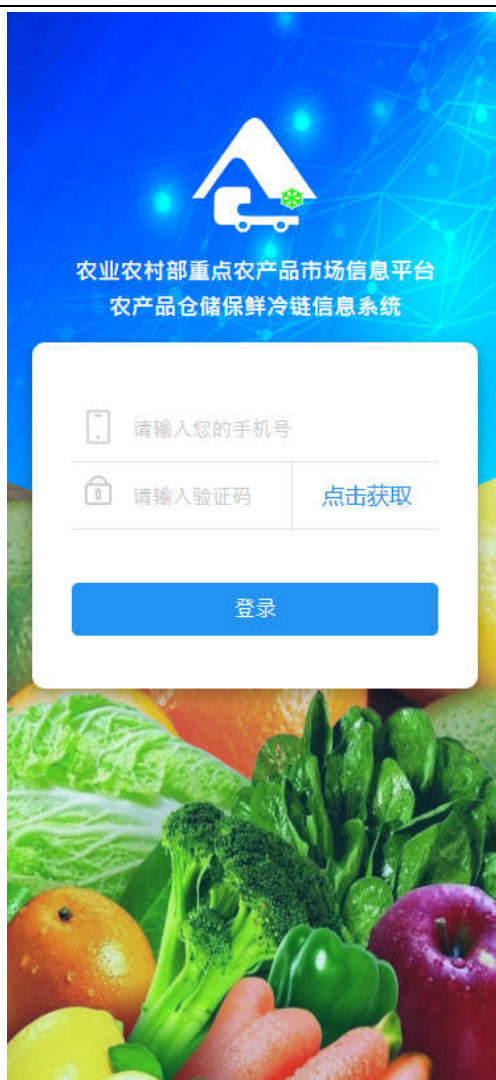 农业农村部重点农产品市场信息平台
农产品仓储保鲜冷链信息系统
请输入您的手机号
请输入验证码 点击获取
登录